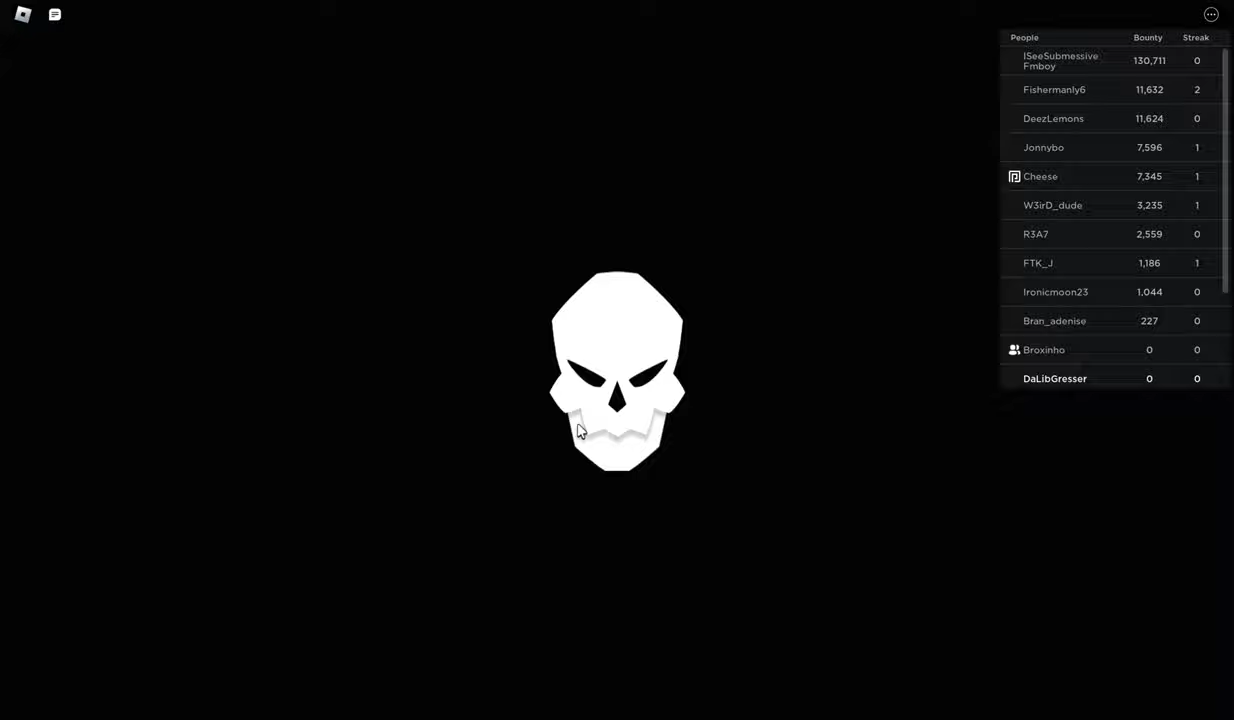 People Bounty Streak
ISeeSubmessive
Fmboy 130,711 0
Fishermanly6 11,632 2
DeezLemons 11,624 0
Jonnybo 7,596 1
Cheese 7,345 1
W3irD_dude 3,235 1
R3A7 2,559 0
FTK_J 1,186 1
Ironicmoon23 1,044 0
Bran_adenise 227 0
Broxinho 0 0
DaLibGresser 0 0